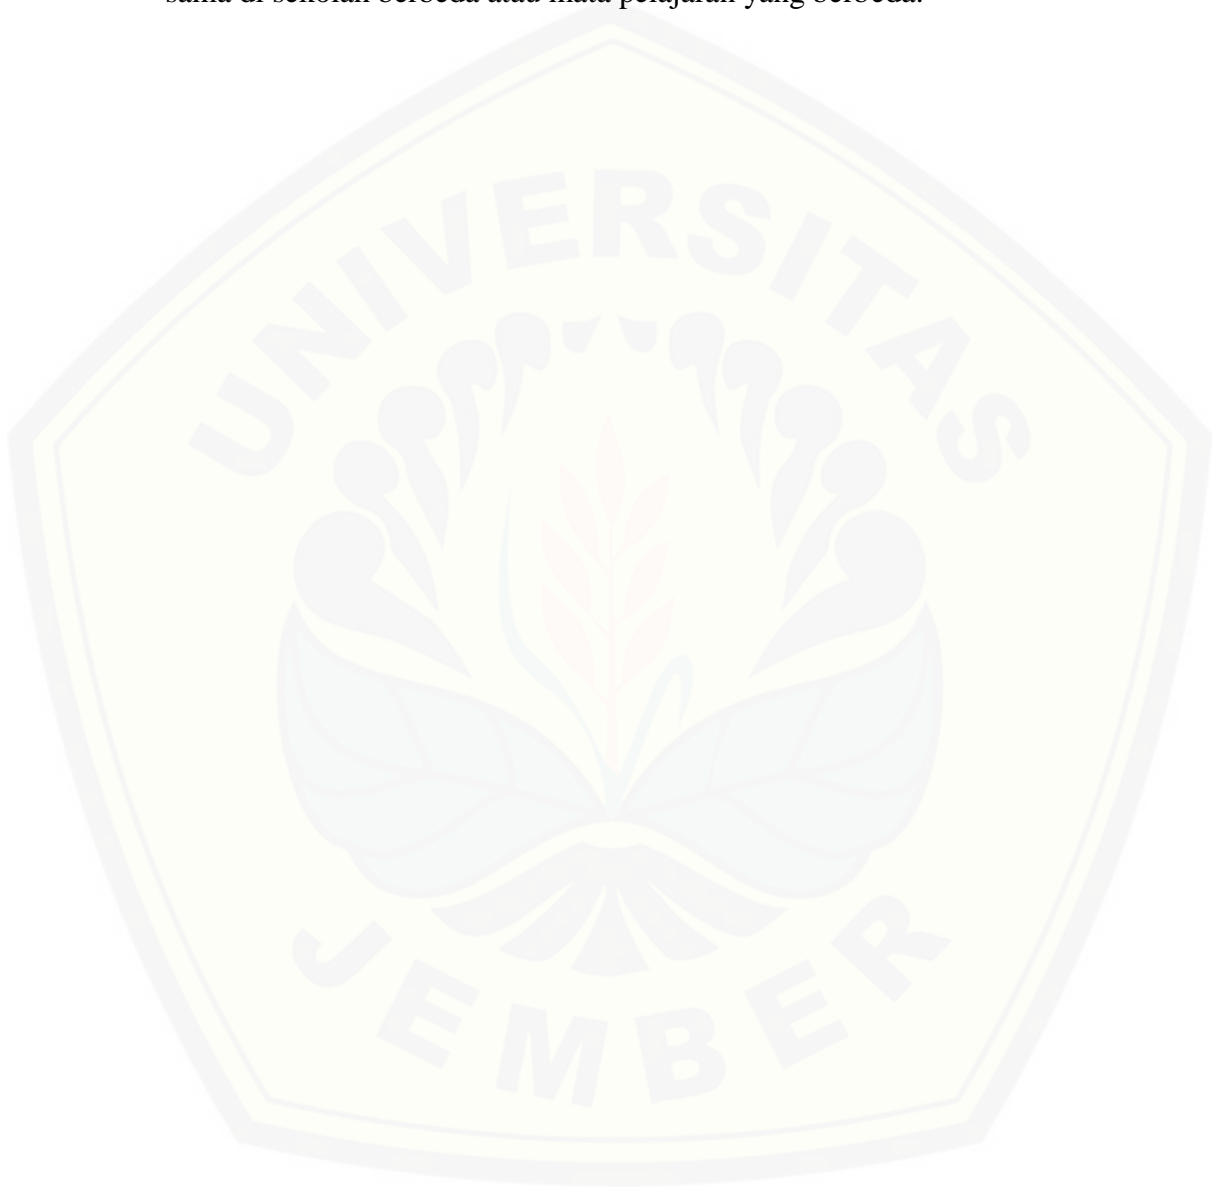 sama di sekolah berbeda atau mata pelajaran yang berbeda.
UNIVERSITAS
JEMBER